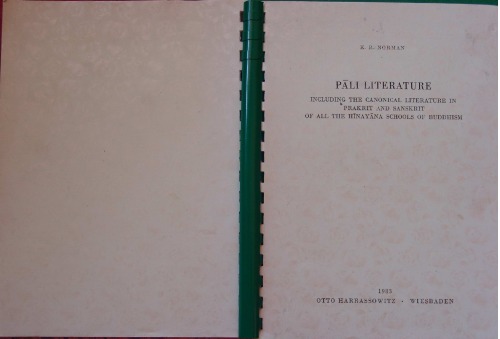 K. R. NORMAN
PĀLI LITERATURE
INCLUDING THE CANONICAL LITERATURE IN
PRAKRIT AND SANSKRIT
OF ALL THE HĪNAYĀNA SCHOOLS OF BUDDHISM
1983
OTTO HARRASSOWITZ · WIESBADEN